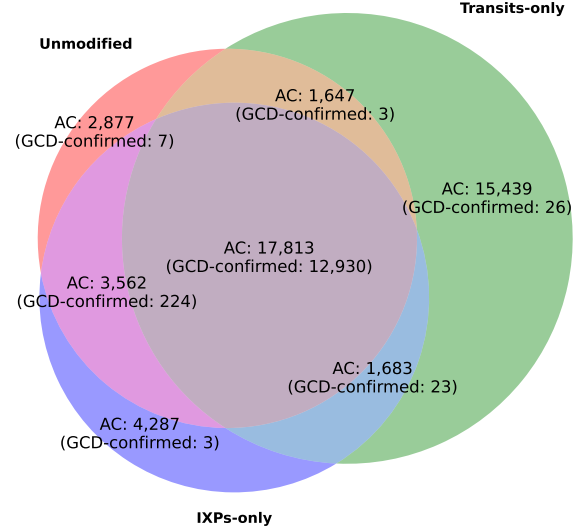 Transits-only
Unmodified
AC: 1,647
(GCD-confirmed: 3)
AC: 2,877
(GCD-confirmed: 7)
AC: 15,439
(GCD-confirmed: 26)
AC: 17,813
(GCD-confirmed: 12,930)
AC: 3,562
(GCD-confirmed: 224)
AC: 1,683
(GCD-confirmed: 23)
AC: 4,287
(GCD-confirmed: 3)
IXPs-only